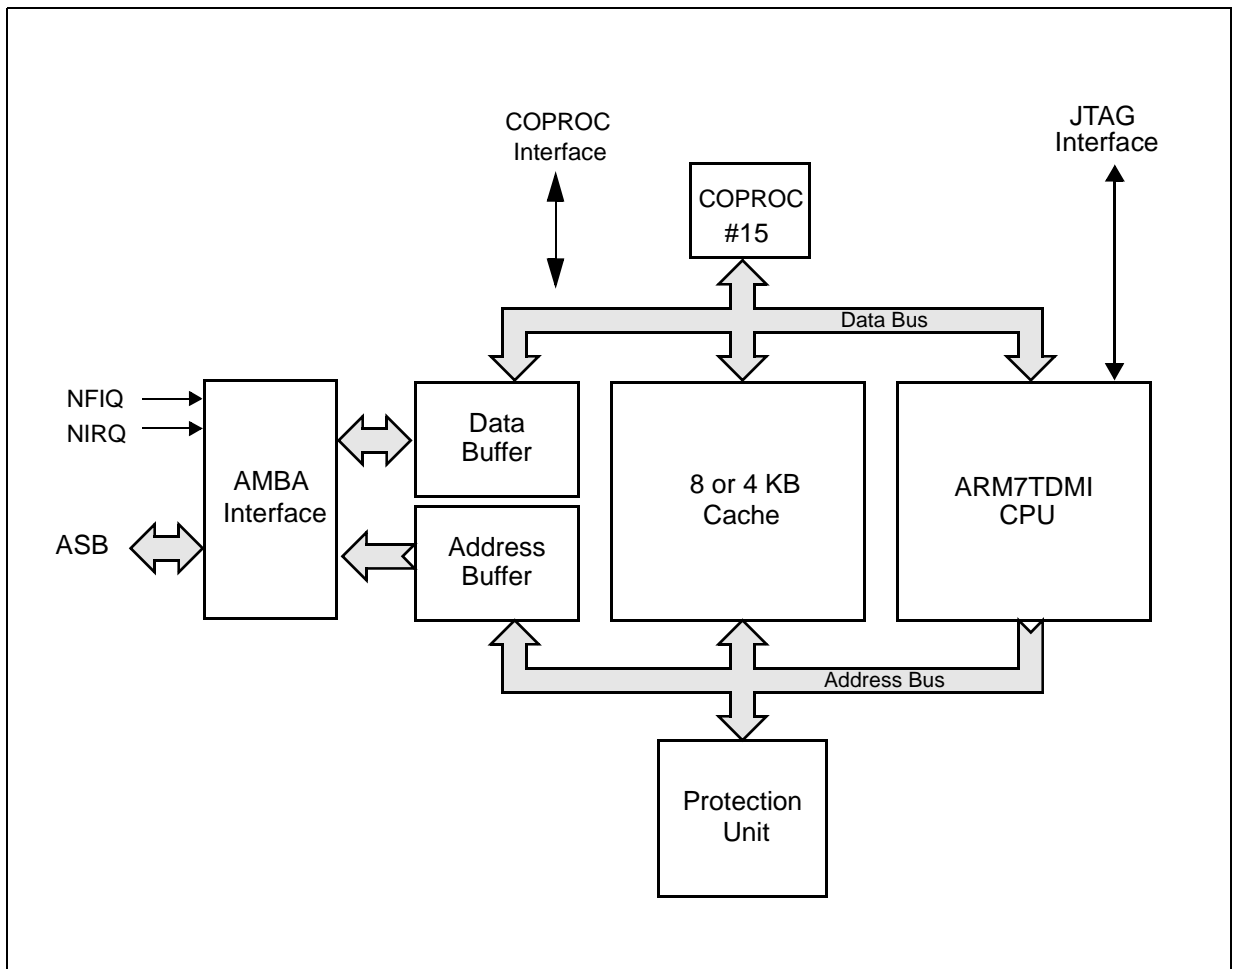 COPROC
Interface
JTAG
Interface
COPROC
#15
Data Bus
NFIQ
NIRQ
AMBA
Interface
ASB
Data
Buffer
Address
Buffer
8 or 4 KB
Cache
ARM7TDMI
CPU
Address Bus
Protection
Unit